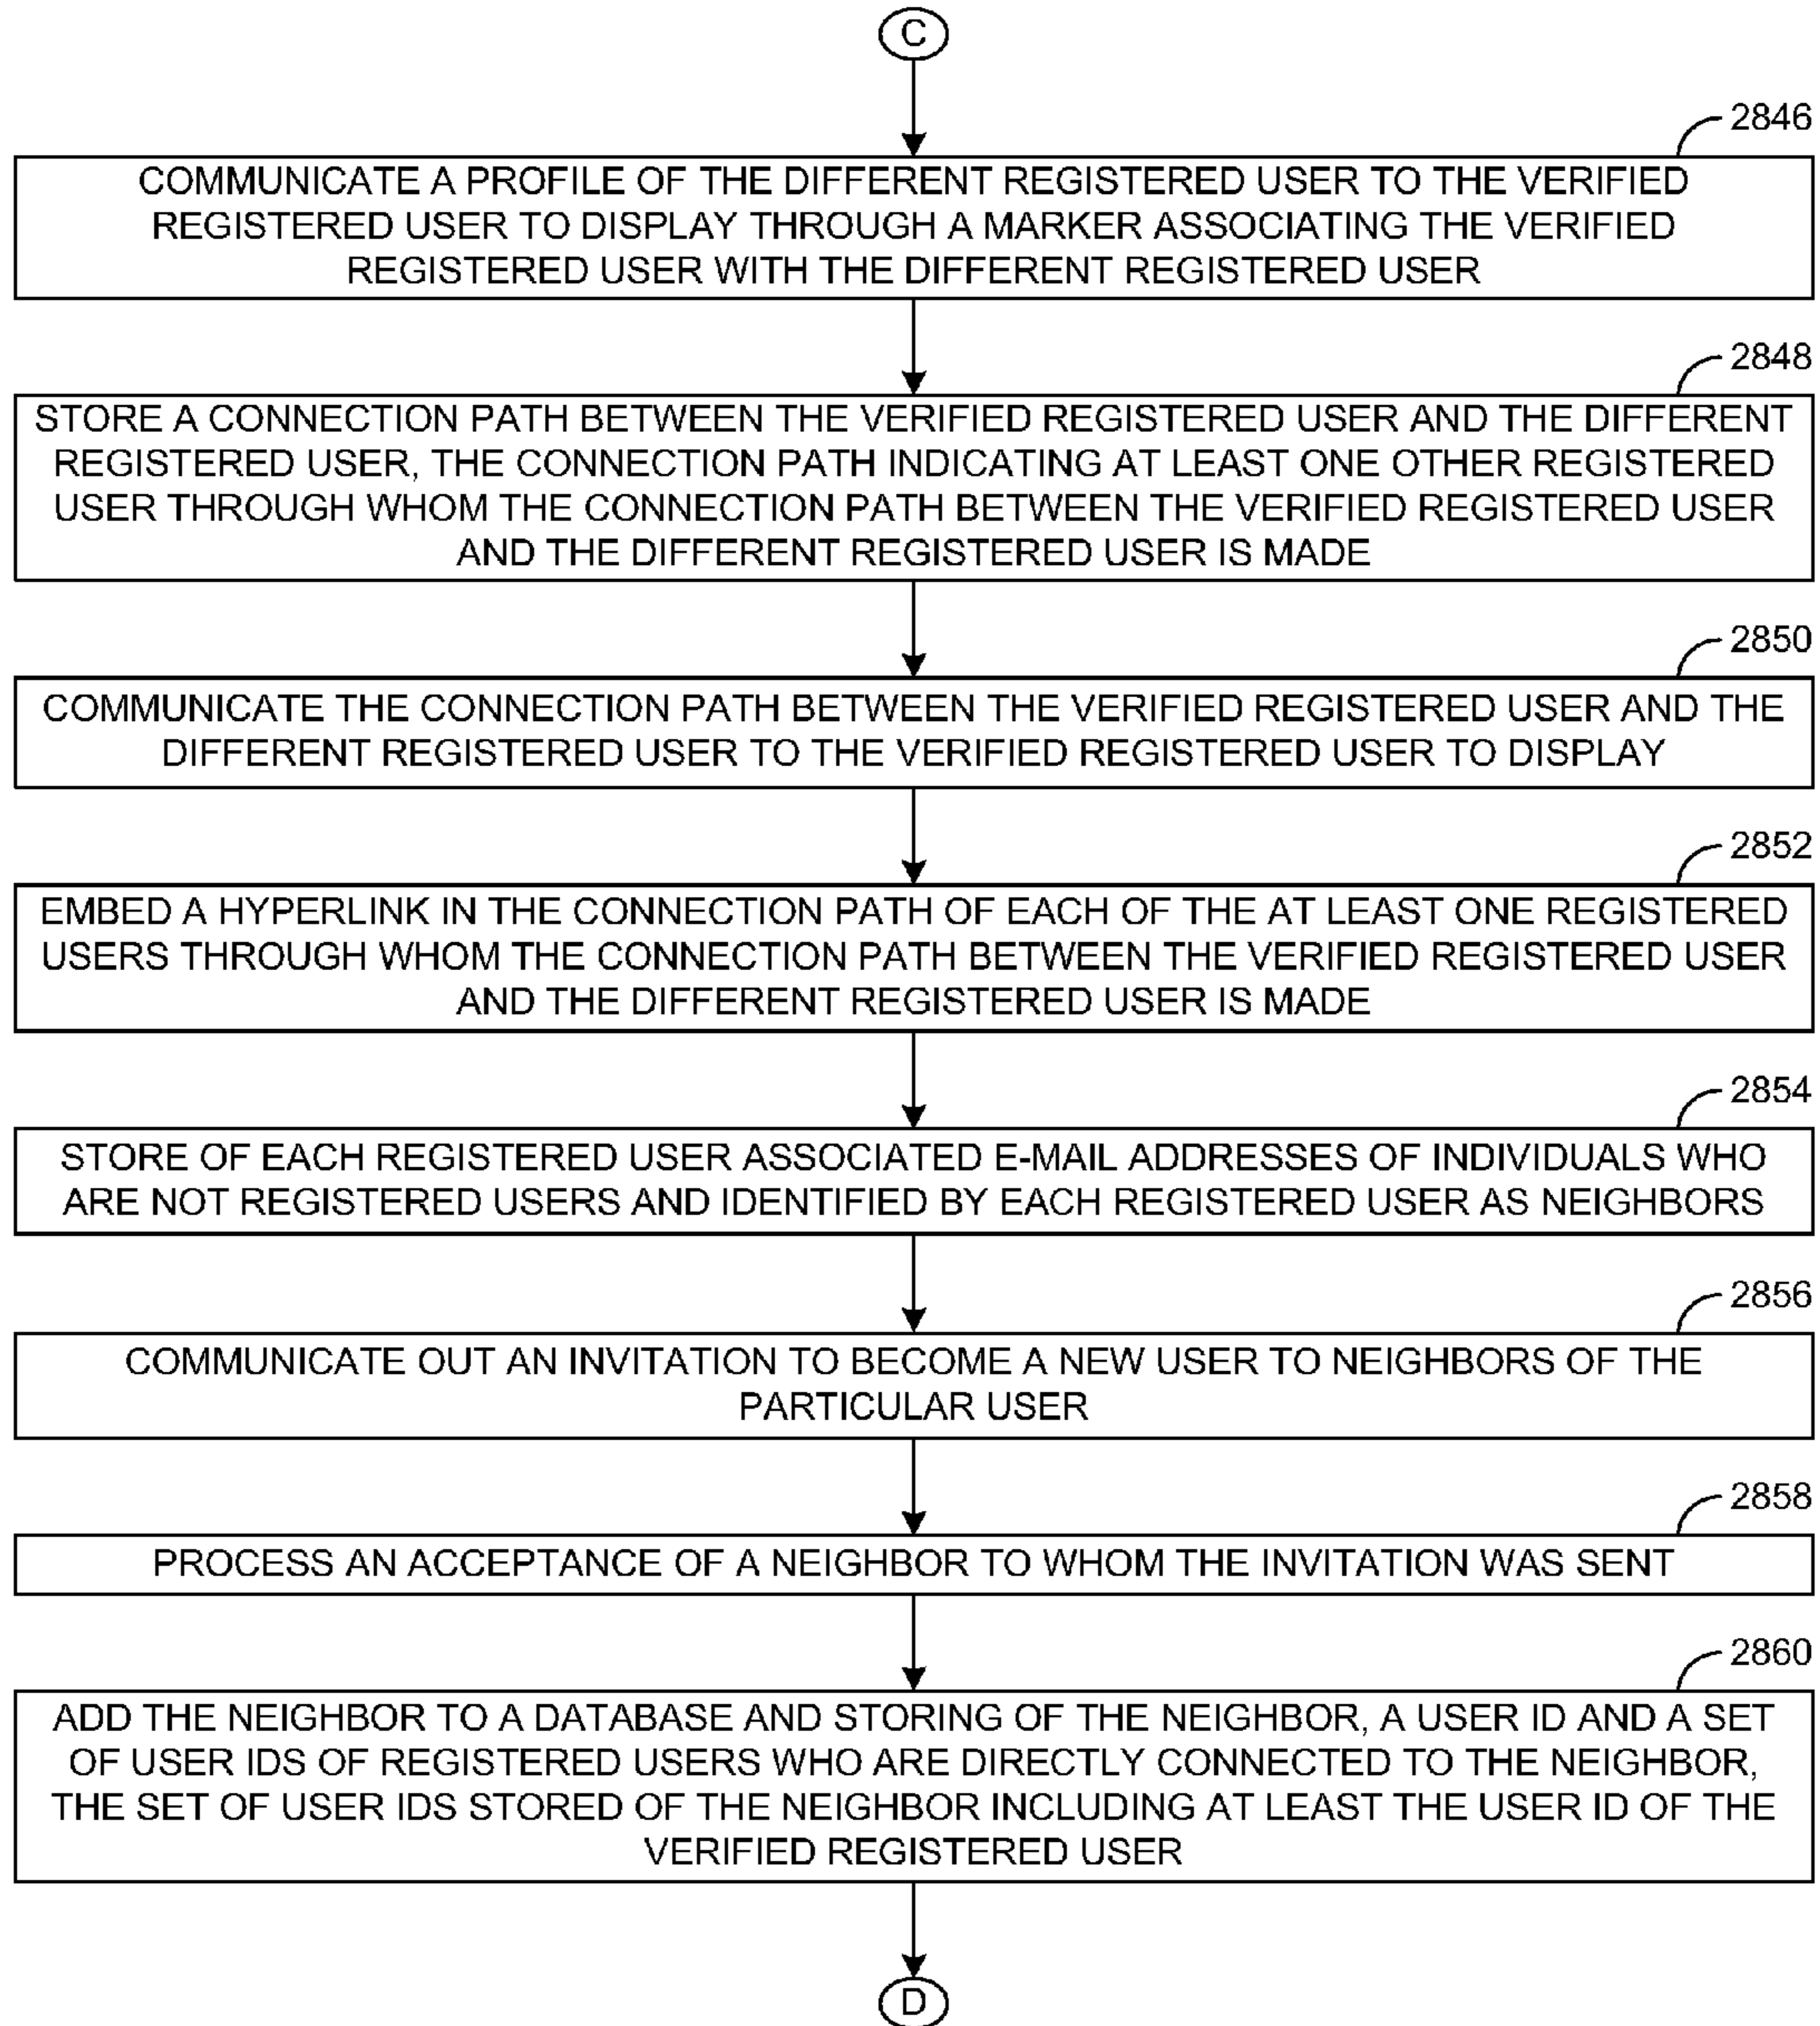 C
2846
COMMUNICATE A PROFILE OF THE DIFFERENT REGISTERED USER TO THE VERIFIED
REGISTERED USER TO DISPLAY THROUGH A MARKER ASSOCIATING THE VERIFIED
REGISTERED USER WITH THE DIFFERENT REGISTERED USER
2848
STORE A CONNECTION PATH BETWEEN THE VERIFIED REGISTERED USER AND THE DIFFERENT
REGISTERED USER, THE CONNECTION PATH INDICATING AT LEAST ONE OTHER REGISTERED
USER THROUGH WHOM THE CONNECTION PATH BETWEEN THE VERIFIED REGISTERED USER
AND THE DIFFERENT REGISTERED USER IS MADE
2850
COMMUNICATE THE CONNECTION PATH BETWEEN THE VERIFIED REGISTERED USER AND THE
DIFFERENT REGISTERED USER TO THE VERIFIED REGISTERED USER TO DISPLAY
2852
EMBED A HYPERLINK IN THE CONNECTION PATH OF EACH OF THE AT LEAST ONE REGISTERED
USERS THROUGH WHOM THE CONNECTION PATH BETWEEN THE VERIFIED REGISTERED USER
AND THE DIFFERENT REGISTERED USER IS MADE
2854
STORE OF EACH REGISTERED USER ASSOCIATED E-MAIL ADDRESSES OF INDIVIDUALS WHO
ARE NOT REGISTERED USERS AND IDENTIFIED BY EACH REGISTERED USER AS NEIGHBORS
2856
COMMUNICATE OUT AN INVITATION TO BECOME A NEW USER TO NEIGHBORS OF THE
PARTICULAR USER
2858
PROCESS AN ACCEPTANCE OF A NEIGHBOR TO WHOM THE INVITATION WAS SENT
2860
ADD THE NEIGHBOR TO A DATABASE AND STORING OF THE NEIGHBOR, A USER ID AND A SET
OF USER IDS OF REGISTERED USERS WHO ARE DIRECTLY CONNECTED TO THE NEIGHBOR,
THE SET OF USER IDS STORED OF THE NEIGHBOR INCLUDING AT LEAST THE USER ID OF THE
VERIFIED REGISTERED USER
D